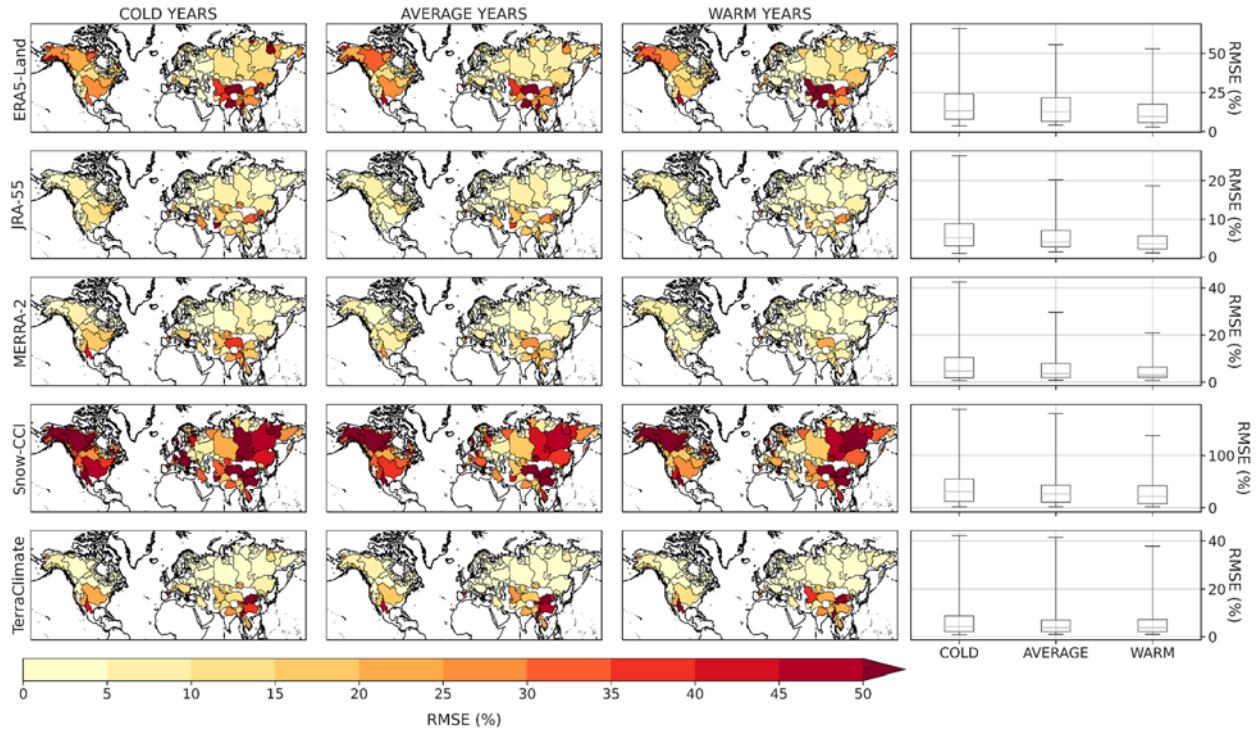 COLD YEARS AVERAGE YEARS WARM YEARS
ERA5-Land
50
25
0
RMSE (%)
JRA-55
20
10
0
RMSE (%)
MERRA-2
40
20
0
RMSE (%)
Snow-CCI
100
0
RMSE (%)
TerraClimate
40
20
0
RMSE (%)
COLD AVERAGE WARM
0 5 10 15 20 25 30 35 40 45 50
RMSE (%)